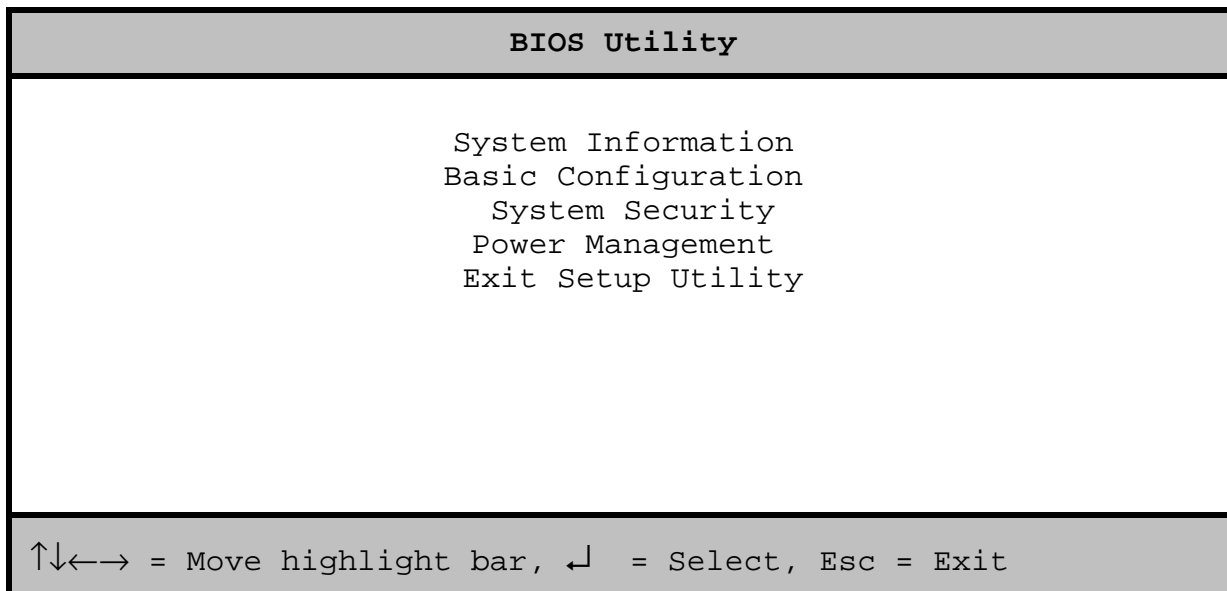 BIOS Utility
System Information
Basic Configuration
System Security
Power Management
Exit Setup Utility
↑↓←→ = Move highlight bar, ↵ = Select, Esc = Exit